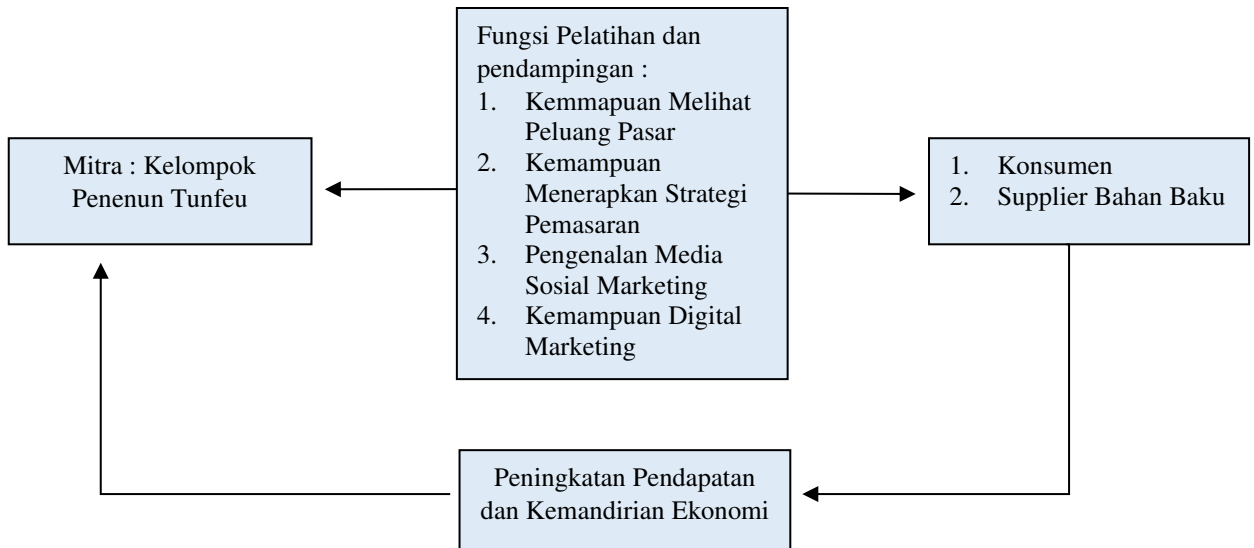 Mitra : Kelompok
Penenun Tunfeu
Fungsi Pelatihan dan
pendampingan :
1. Kemmapuan Melihat
Peluang Pasar
2. Kemampuan
Menerapkan Strategi
Pemasaran
3. Pengenalan Media
Sosial Marketing
4. Kemampuan Digital
Marketing
1. Konsumen
2. Supplier Bahan Baku
Peningkatan Pendapatan
dan Kemandirian Ekonomi